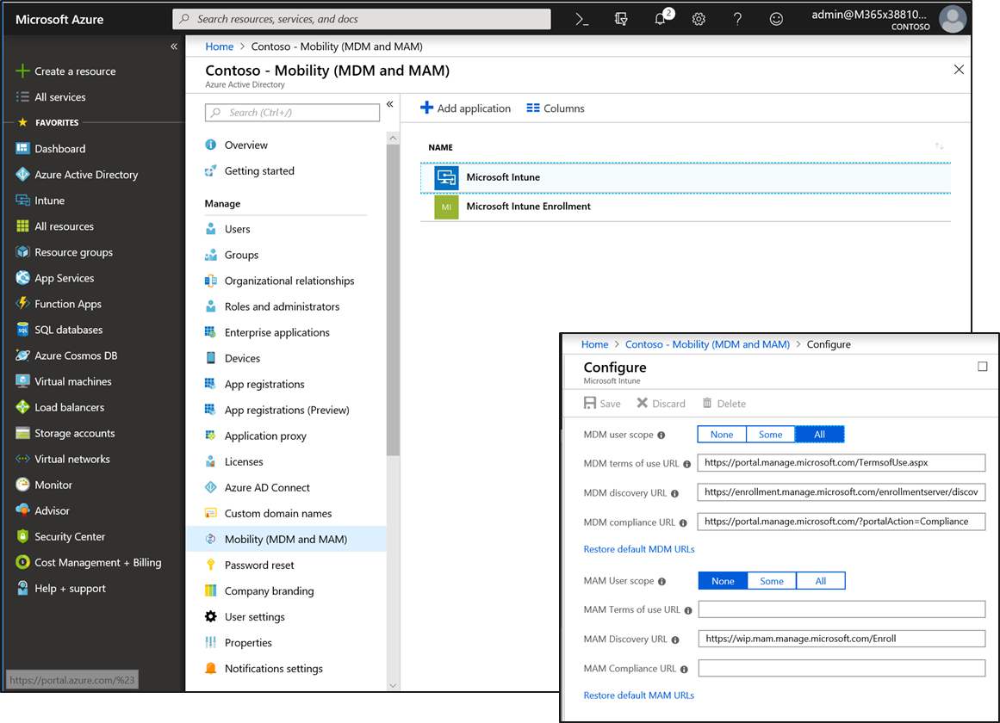 Microsoft Azure
Search resources, services, and docs
2
admin@M365x38810...
CONTOSO
Create a resource
All services
FAVORITES
Dashboard
Azure Active Directory
Intune
All resources
Resource groups
App Services
Function Apps
SQL databases
Azure Cosmos DB
Virtual machines
Load balancers
Storage accounts
Virtual networks
Monitor
Advisor
Security Center
Cost Management + Billing
Help + support
https://portal.azure.com/%23
Home > Contoso - Mobility (MDM and MAM)
Contoso - Mobility (MDM and MAM)
Azure Active Directory
Search (Ctrl+/)
Overview
Getting started
Manage
Users
Groups
Organizational relationships
Roles and administrators
Enterprise applications
Devices
App registrations
App registrations (Preview)
Application proxy
Licenses
Azure AD Connect
Custom domain names
Mobility (MDM and MAM)
Password reset
Company branding
User settings
Properties
Notifications settings
Add application Columns
NAME
Microsoft Intune
MI Microsoft Intune Enrollment
Home > Contoso - Mobility (MDM and MAM) > Configure
Configure
Microsoft Intune
Save Discard Delete
MDM user scope None Some All
MDM terms of use URL https://portal.manage.microsoft.com/TermsofUse.aspx
MDM discovery URL https://enrollment.manage.microsoft.com/enrollmentserver/discov
MDM compliance URL https://portal.manage.microsoft.com/?portalAction=Compliance
Restore default MDM URLs
MAM User scope None Some All
MAM Terms of use URL
MAM Discovery URL https://wip.mam.manage.microsoft.com/Enroll
MAM Compliance URL
Restore default MAM URLs